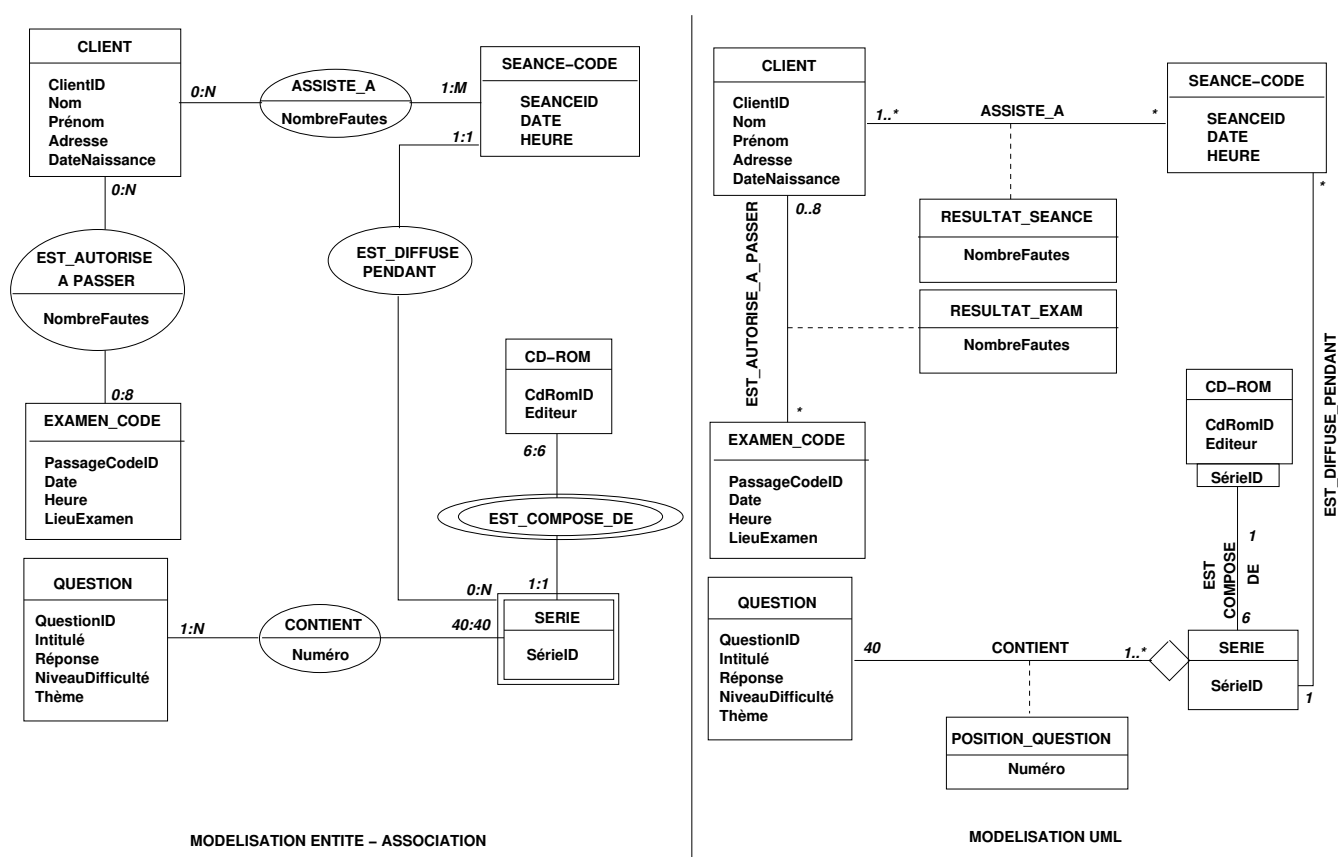 CLIENT
ClientID
Nom
Prénom
Adresse
DateNaissance
0:N
ASSISTE_A
NombreFautes
1:M
SEANCE-CODE
SEANCEID
DATE
HEURE
1:1
0:N
EST_AUTORISE
A PASSER
NombreFautes
EST_DIFFUSE
PENDANT
0:8
EXAMEN_CODE
PassageCodeID
Date
Heure
LieuExamen
CD-ROM
CdRomID
Editeur
6:6
EST_COMPOSE_DE
1:1
0:N
QUESTION
QuestionID
Intitulé
Réponse
NiveauDifficulté
Thème
1:N
CONTIENT
Numéro
40:40
SERIE
SérieID
MODELISATION ENTITE - ASSOCIATION
CLIENT
ClientID
Nom
Prénom
Adresse
DateNaissance
1..*
ASSISTE_A
*
SEANCE-CODE
SEANCEID
DATE
HEURE
*
0..8
EST_AUTORISE_A_PASSER
RESULTAT_SEANCE
NombreFautes
RESULTAT_EXAM
NombreFautes
EST_DIFFUSE_PENDANT
*
EXAMEN_CODE
PassageCodeID
Date
Heure
LieuExamen
CD-ROM
CdRomID
Editeur
SérieID
1
EST
COMPOSE
DE
6
QUESTION
QuestionID
Intitulé
Réponse
NiveauDifficulté
Thème
40
CONTIENT
1..*
SERIE
SérieID
1
POSITION_QUESTION
Numéro
MODELISATION UML